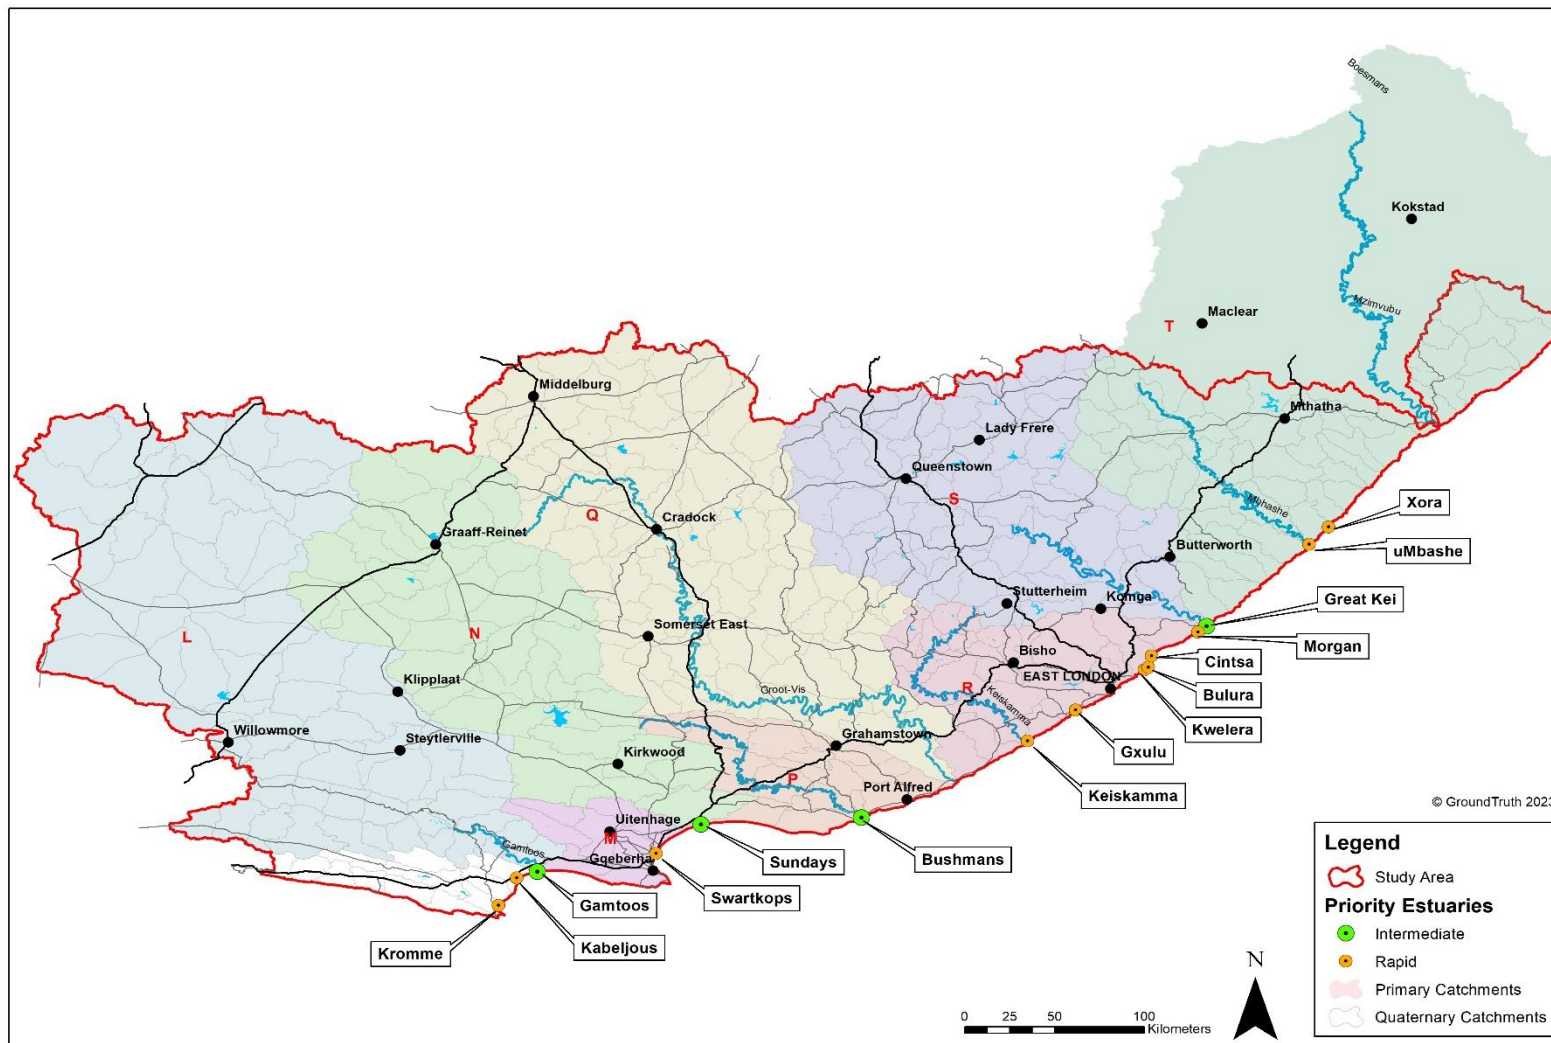 Boesmans
Kokstad
Mzimvubu
Maclear
T
Middelburg
Mthatha
Lady Frere
Queenstown
S
Xora
Q
Cradock
Mbhashe
Graaff-Reinet
uMbashe
Butterworth
Stutterheim
Komga
Great Kei
L
N
Somerset East
Morgan
Bisho
Cintsa
EAST LONDON
R
Klipplaat
Groot-Vis
Keiskamma
Bulura
Willowmore
Kwelera
Steytlerville
Grahamstown
Gxulu
Kirkwood
P
Port Alfred
Keiskamma
© GroundTruth 2023
Uitenhage
M
Gamtoos
Gqeberha
Sundays
Bushmans
Swartkops
Gamtoos
Kabeljous
Kromme
N
0 25 50 100
Kilometers
Legend
Study Area
Priority Estuaries
Intermediate
Rapid
Primary Catchments
Quaternary Catchments